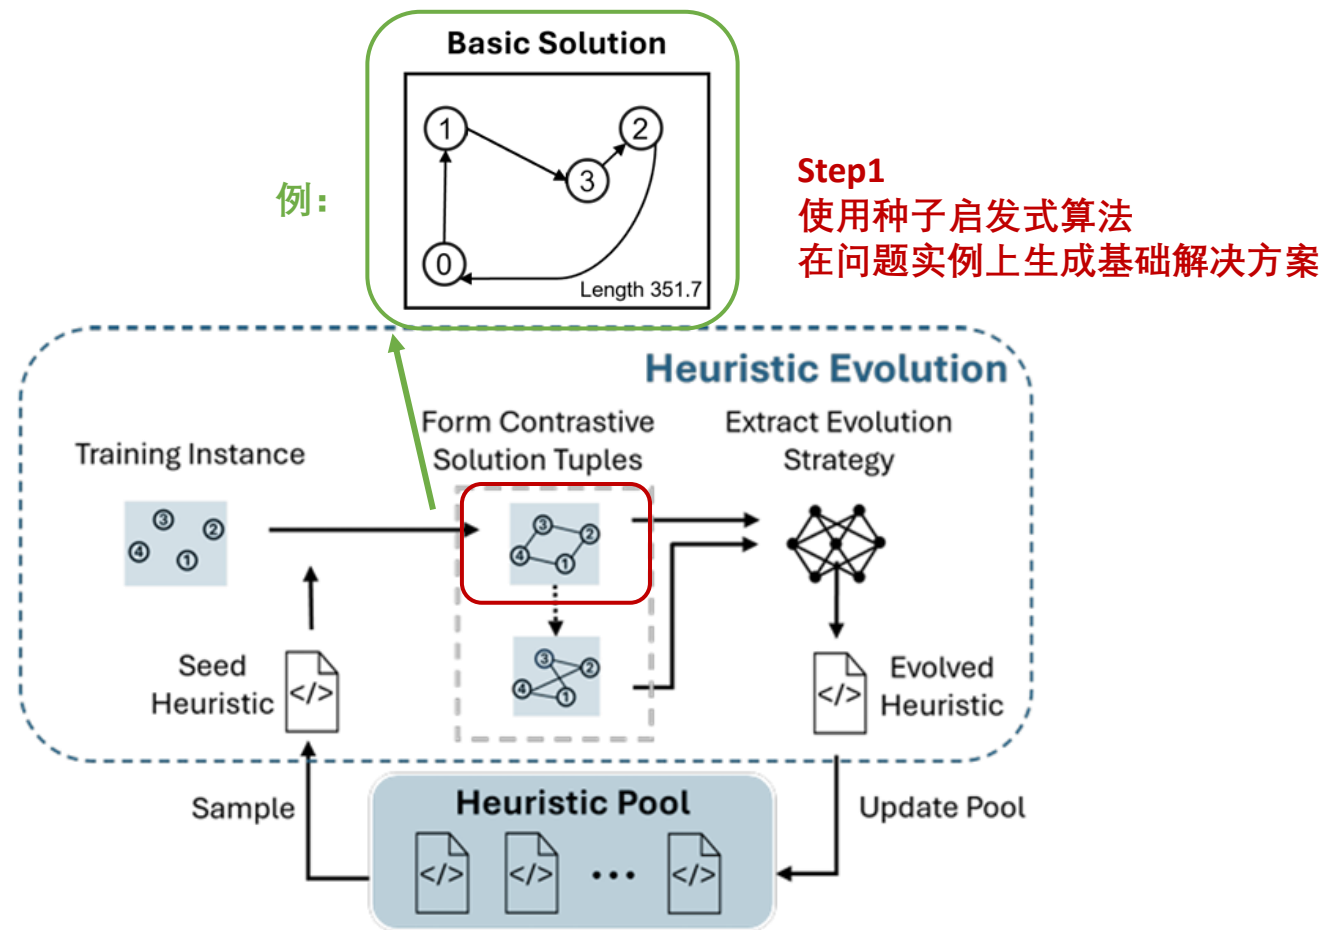 Basic Solution
1
2
3
0
Length 351.7
例：
Step1
使用种子启发式算法
在问题实例上生成基础解决方案
Heuristic Evolution
Training Instance
3
2
4
1
Form Contrastive
Solution Tuples
3
2
4
1
3
2
4
1
Extract Evolution
Strategy
Seed
Heuristic
</>
</>
Evolved
Heuristic
Sample
Update Pool
Heuristic Pool
</>
</>
•••
</>